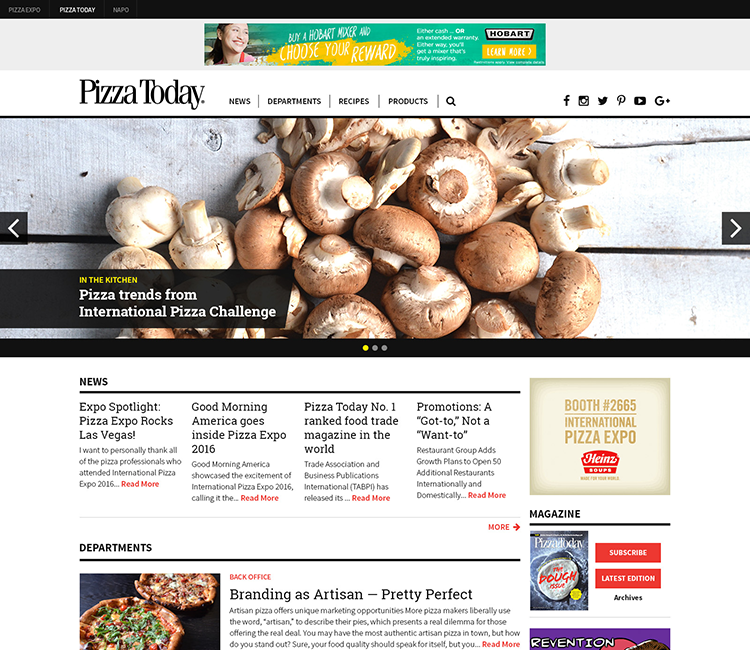 PIZZA EXPO
PIZZA TODAY
NAPO
BUY A HOBART MIXER AND
CHOOSE YOUR REWARD.
Either cash ... OR
an extended warranty.
Either way, you'll
get a mixer that's
truly inspiring.
HOBART
LEARN MORE >
Restrictions apply. View complete details
Pizza Today
NEWS
DEPARTMENTS
RECIPES
PRODUCTS
IN THE KITCHEN
Pizza trends from
International Pizza Challenge
NEWS
Expo Spotlight:
Pizza Expo Rocks
Las Vegas!
I want to personally thank all
of the pizza professionals who
attended International Pizza
Expo 2016... Read More
Good Morning
America goes
inside Pizza Expo
2016
Good Morning America
showcased the excitement of
International Pizza Expo 2016,
calling it the... Read More
Pizza Today No. 1
ranked food trade
magazine in the
world
Trade Association and
Business Publications
International (TABPI) has
released its ... Read More
Promotions: A
“Got-to,” Not a
“Want-to”
Restaurant Group Adds
Growth Plans to Open 50
Additional Restaurants
Internationally and
Domestically... Read More
MORE
BOOTH #2665
INTERNATIONAL
PIZZA EXPO
Heinz
SOUPS
MADE FOR YOUR WORLD
MAGAZINE
Pizza Today
THE
DOUGH
ISSUE
SUBSCRIBE
LATEST EDITION
Archives
DEPARTMENTS
BACK OFFICE
Branding as Artisan — Pretty Perfect
Artisan pizza offers unique marketing opportunities More pizza makers liberally use
the word, “artisan,” to describe their pies, which presents a real dilemma for those
offering the real deal. You may have the most authentic artisan pizza in town, but how
do you stand out? Sure, your food quality should speak for itself, but you... Read More
REVENTION